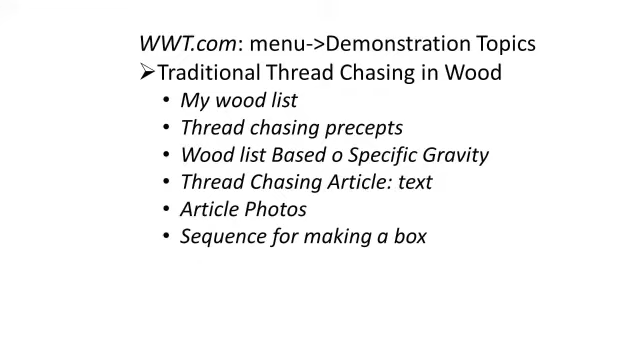 WWT.com: menu->Demonstration Topics
➢Traditional Thread Chasing in Wood
• My wood list
• Thread chasing precepts
• Wood list Based o Specific Gravity
• Thread Chasing Article: text
• Article Photos
• Sequence for making a box